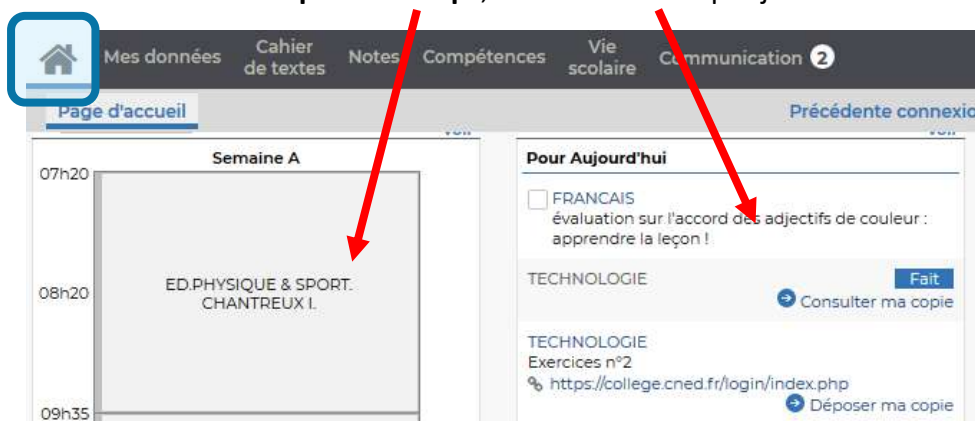 Mes données
Cahier de textes
Notes
Compétences
Vie scolaire
Communication 2
Page d'accueil
Précédente connexio
Semaine A
07h20
ED.PHYSIQUE & SPORT.
CHANTREUX I.
08h20
09h35
Pour Aujourd'hui
FRANCAIS
évaluation sur l'accord des adjectifs de couleur :
apprendre la leçon !
TECHNOLOGIE
Fait
Consulter ma copie
TECHNOLOGIE
Exercices n°2
https://college.cned.fr/login/index.php
Déposer ma copie